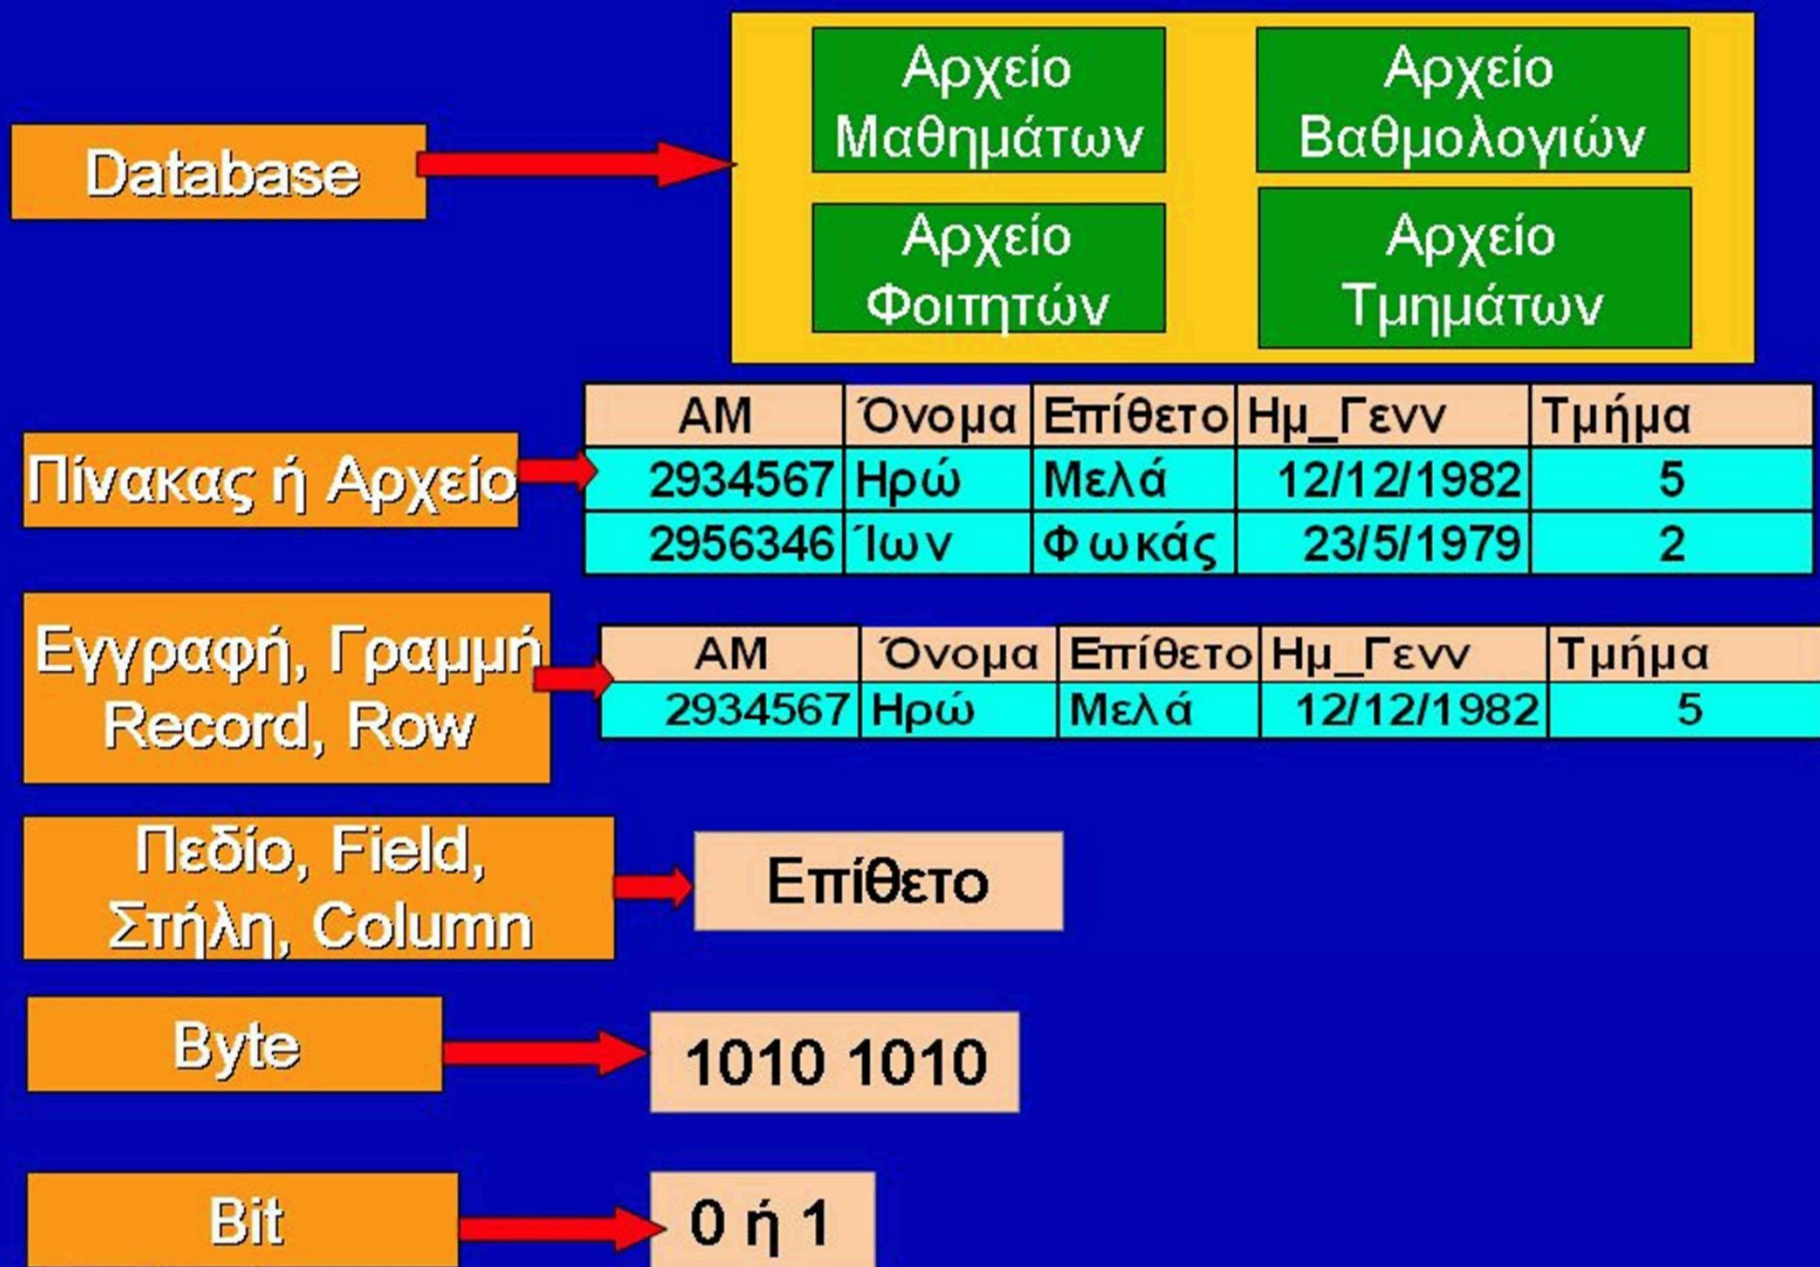 Database
Αρχείο
Μαθημάτων
Αρχείο
Βαθμολογιών
Αρχείο
Φοιτητών
Αρχείο
Τμημάτων
Πίνακας ή Αρχείο
ΑΜ Όνομα Επίθετο Ημ_Γενν Τμήμα
2934567 Ηρώ Μελά 12/12/1982 5
2956346 Ίων Φωκάς 23/5/1979 2
Εγγραφή, Γραμμή
Record, Row
ΑΜ Όνομα Επίθετο Ημ_Γενν Τμήμα
2934567 Ηρώ Μελά 12/12/1982 5
Πεδίο, Field,
Στήλη, Column
Επίθετο
Byte
1010 1010
Bit
0 ή 1